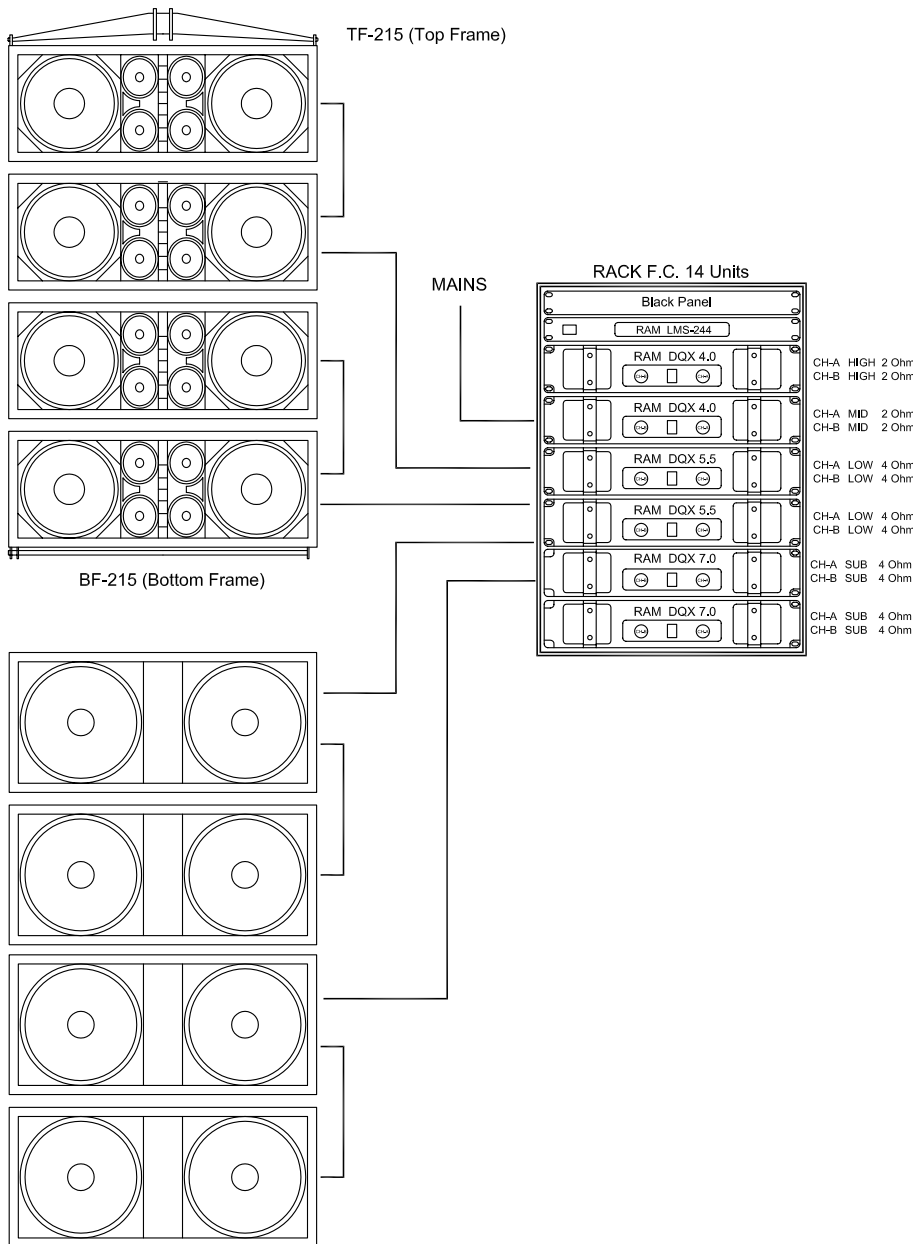 TF-215 (Top Frame)
RACK F.C. 14 Units
MAINS
Black Panel
RAM LMS-244
RAM DQX 4.0
CH-A HIGH 2 Ohm
CH-B HIGH 2 Ohm
RAM DQX 4.0
CH-A MID 2 Ohm
CH-B MID 2 Ohm
RAM DQX 5.5
CH-A LOW 4 Ohm
CH-B LOW 4 Ohm
RAM DQX 5.5
CH-A LOW 4 Ohm
CH-B LOW 4 Ohm
RAM DQX 7.0
CH-A SUB 4 Ohm
CH-B SUB 4 Ohm
RAM DQX 7.0
CH-A SUB 4 Ohm
CH-B SUB 4 Ohm
BF-215 (Bottom Frame)